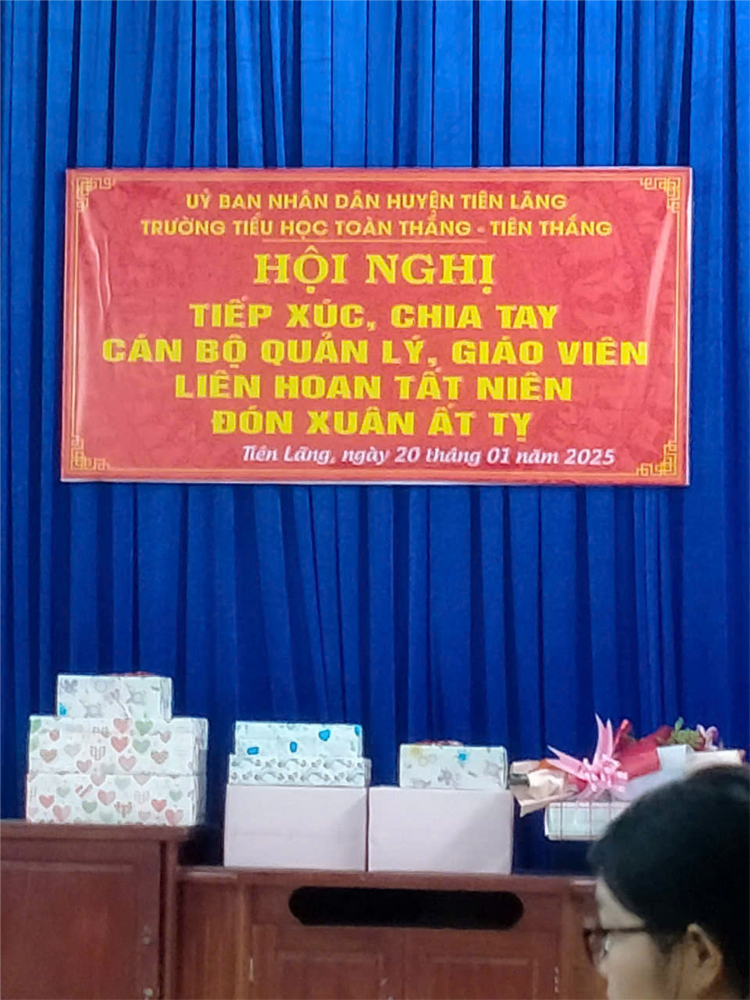 UỶ BAN NHÂN DÂN HUYỆN TIÊN LÃNG
TRƯỜNG TIỂU HỌC TOÀN THẮNG - TIÊN THẮNG
HỘI NGHỊ
TIẾP XÚC, CHIA TAY
CÁN BỘ QUẢN LÝ, GIÁO VIÊN
LIÊN HOAN TẤT NIÊN
ĐÓN XUÂN ẤT TỴ
Tiên Lãng, ngày 20 tháng 01 năm 2025